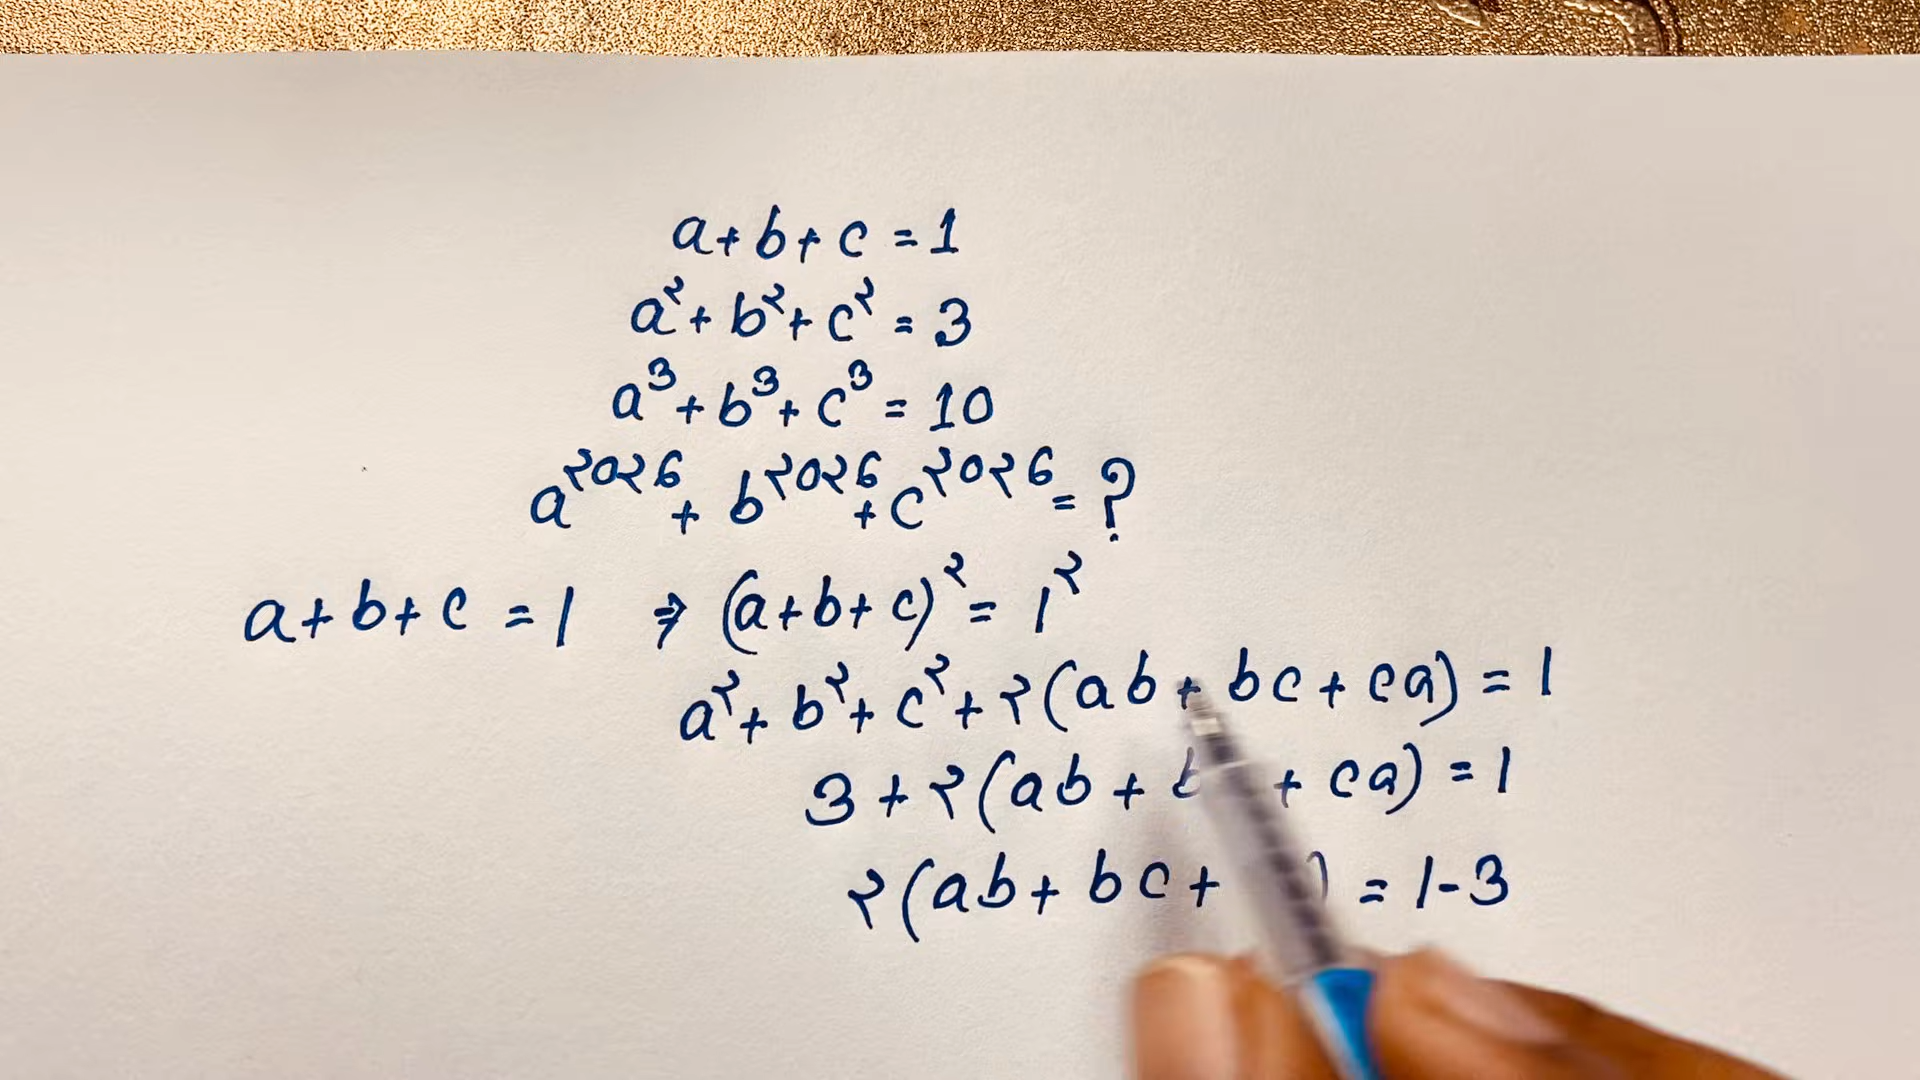 a+b+c=1
a²+b²+c²=3
a³+b³+c³=10
a²⁰²⁶+b²⁰²⁶+c²⁰²⁶=?
a+b+c=1 ⇒ (a+b+c)²=1²
a²+b²+c²+2(ab+bc+ca)=1
3+2(ab+b +ca)=1
2(ab+bc+ )=1-3